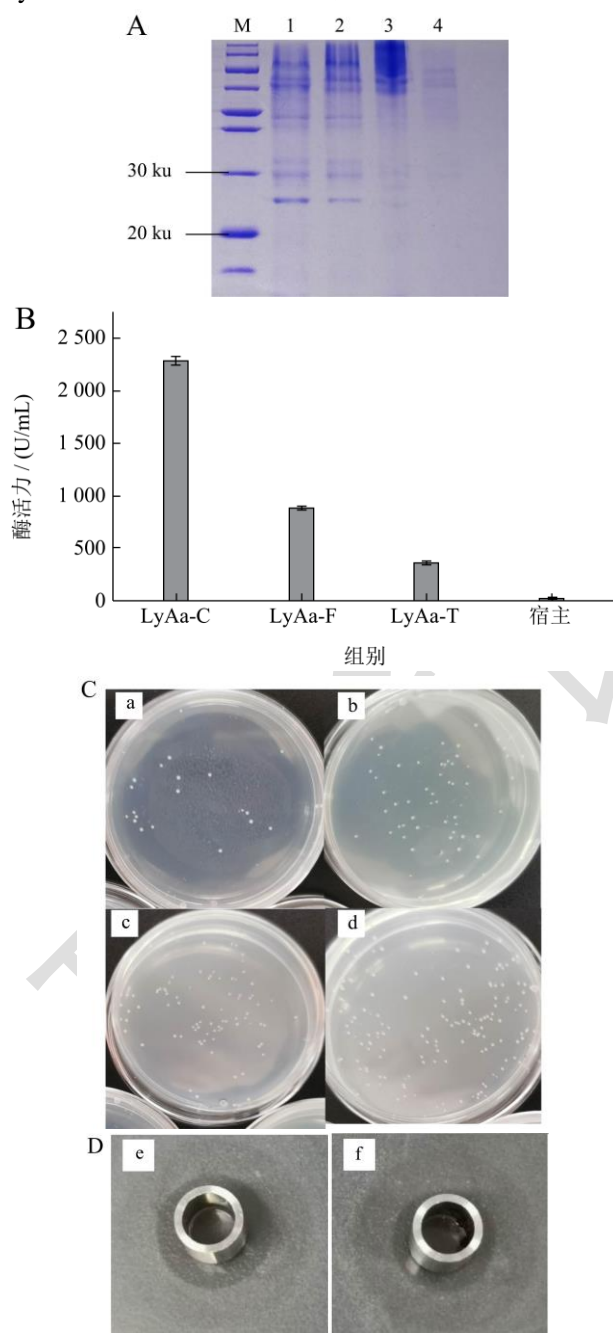 A
M 1 2 3 4
30 ku
20 ku
B
酶活力 / (U/mL)
2 500
2 000
1 500
1 000
500
0
LyAa-C LyAa-F LyAa-T 宿主
组别
C
a b
c d
D
e f